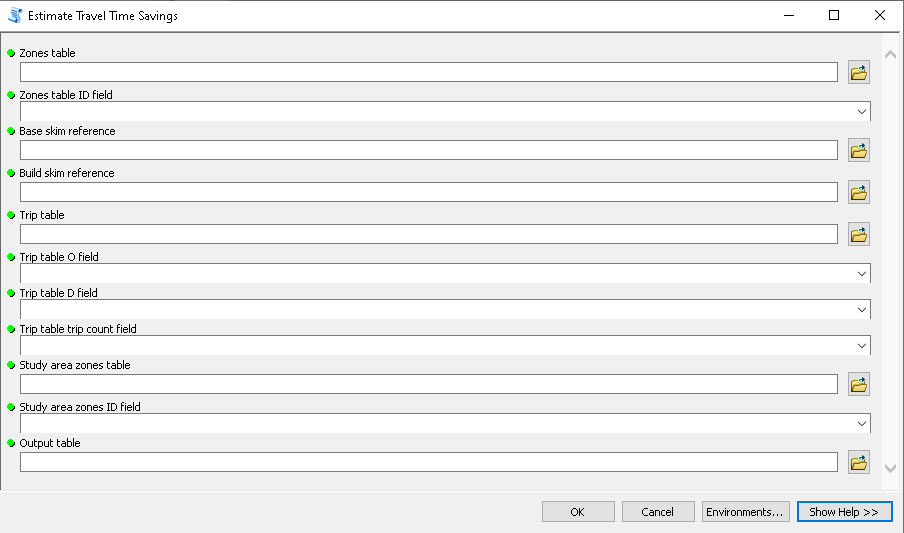 Estimate Travel Time Savings
Zones table
Zones table ID field
Base skim reference
Build skim reference
Trip table
Trip table O field
Trip table D field
Trip table trip count field
Study area zones table
Study area zones ID field
Output table
OK Cancel Environments... Show Help >>